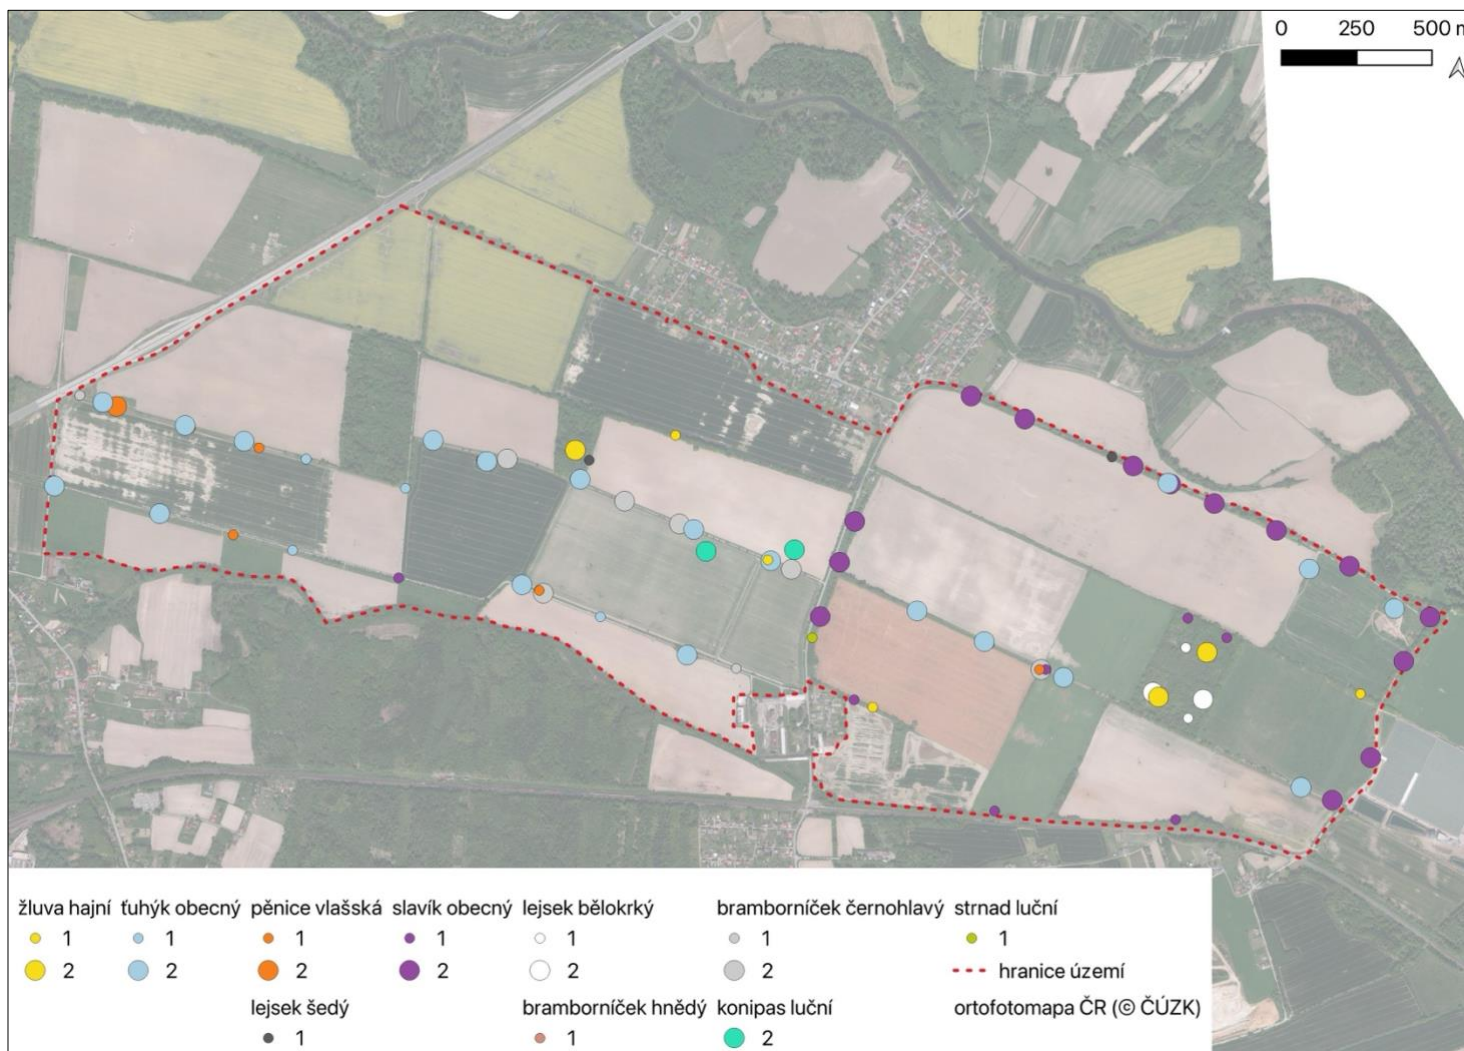 0 250 500 m
žluva hajní ťuhýk obecný pěnice vlašská slavík obecný lejsek bělokrký bramborníček černohlavý strnad luční
1 1 1 1 1 1 1
2 2 2 2 2 2 hranice území
lejsek šedý bramborníček hnědý konipas luční ortofotomapa ČR (© ČÚZK)
1 1 2